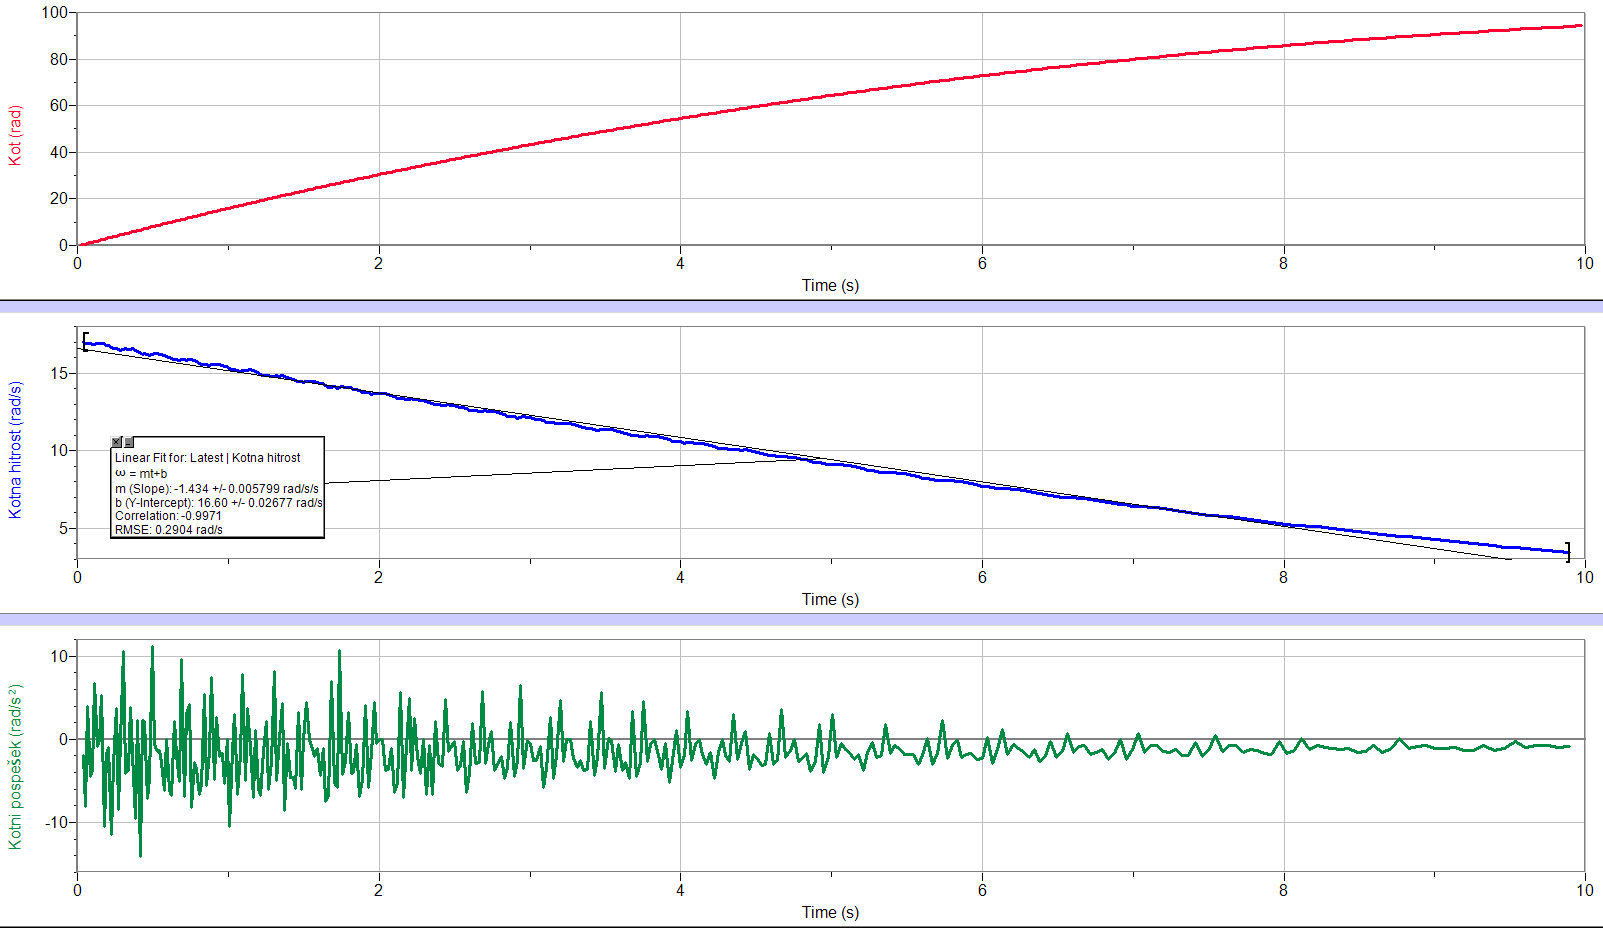 Kot (rad)
100
80
60
40
20
0
0 2 4 6 8 10
Time (s)
Kotna hitrost (rad/s)
15
10
5
Linear Fit for: Latest | Kotna hitrost
ω = mt+b
m (Slope): -1.434 +/- 0.005799 rad/s/s
b (Y-Intercept): 16.60 +/- 0.02677 rad/s
Correlation: -0.9971
RMSE: 0.2904 rad/s
0 2 4 6 8 10
Time (s)
Kotni pospešek (rad/s²)
10
0
-10
0 2 4 6 8 10
Time (s)